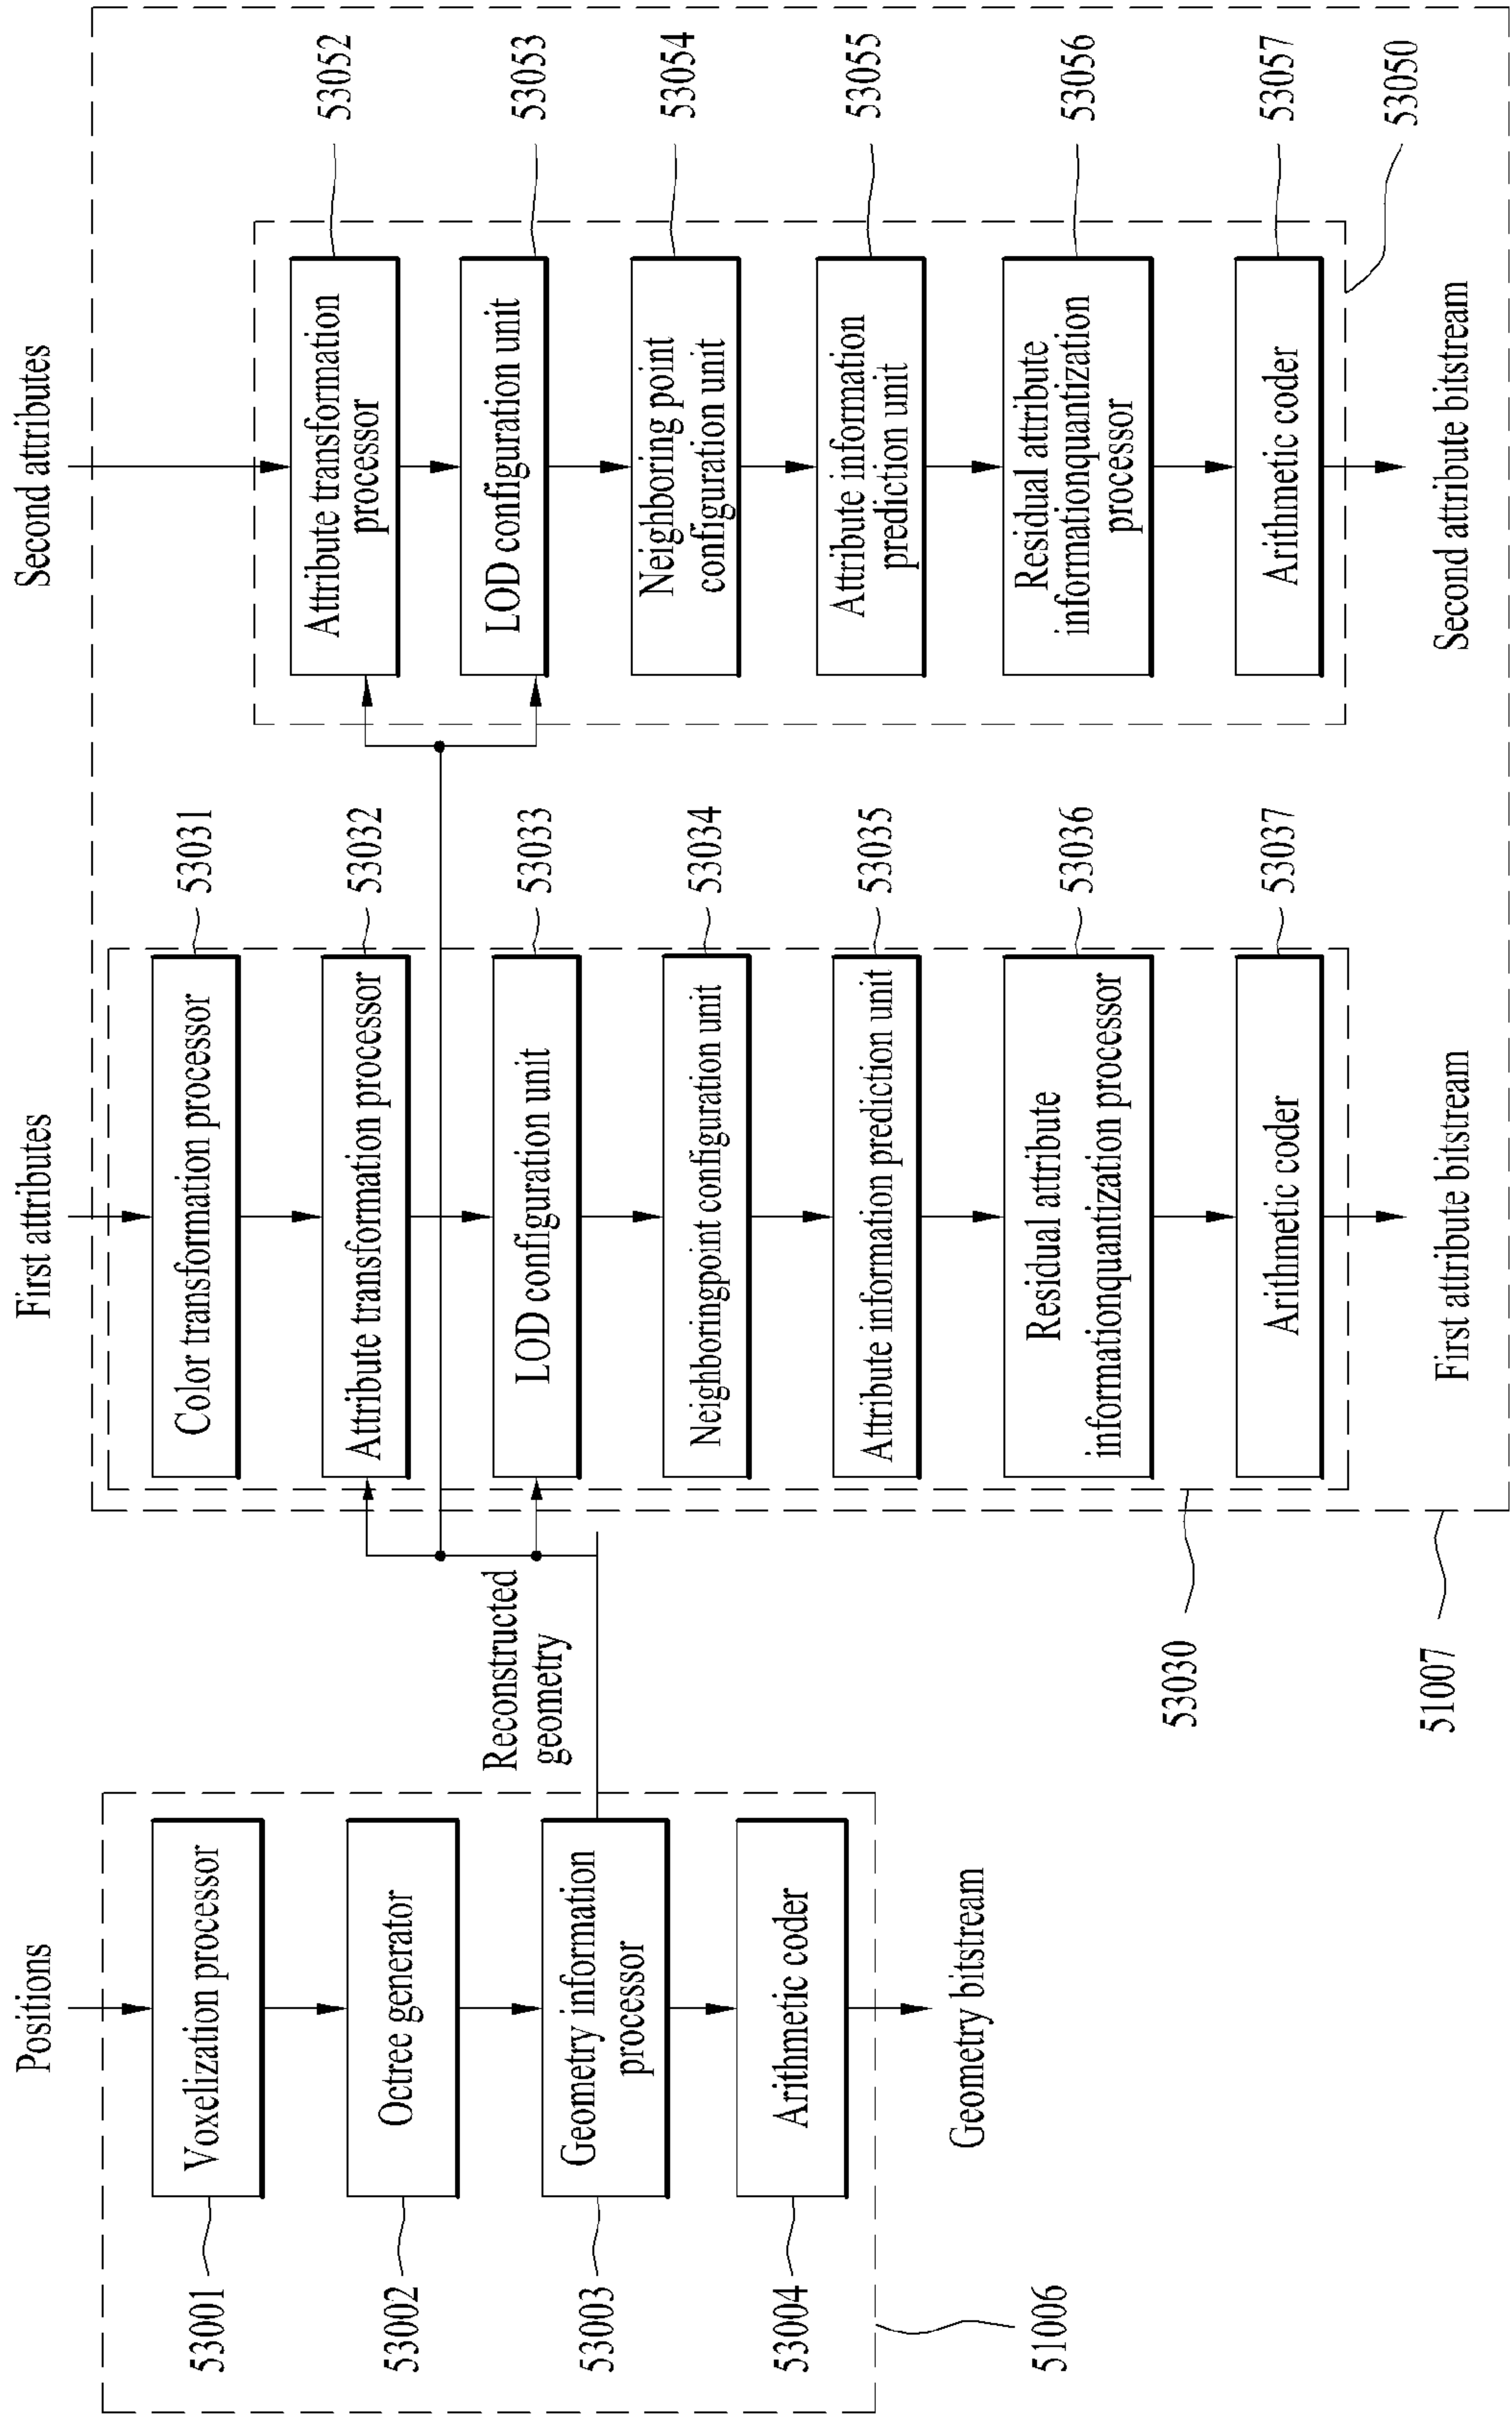 Positions
53001
Voxelization processor
53002
Octree generator
53003
Geometry information
processor
53004
Arithmetic coder
51006
Geometry bitstream
Reconstructed
geometry
First attributes
Color transformation processor
53031
Attribute transformation processor
53032
LOD configuration unit
53033
Neighboringpoint configuration unit
53034
Attribute information prediction unit
53035
Residual attribute
informationquantization processor
53036
Arithmetic coder
53037
53030
51007
First attribute bitstream
Second attributes
Attribute transformation
processor
53052
LOD configuration unit
53053
Neighboring point
configuration unit
53054
Attribute information
prediction unit
53055
Residual attribute
informationquantization
processor
53056
Arithmetic coder
53057
53050
Second attribute bitstream